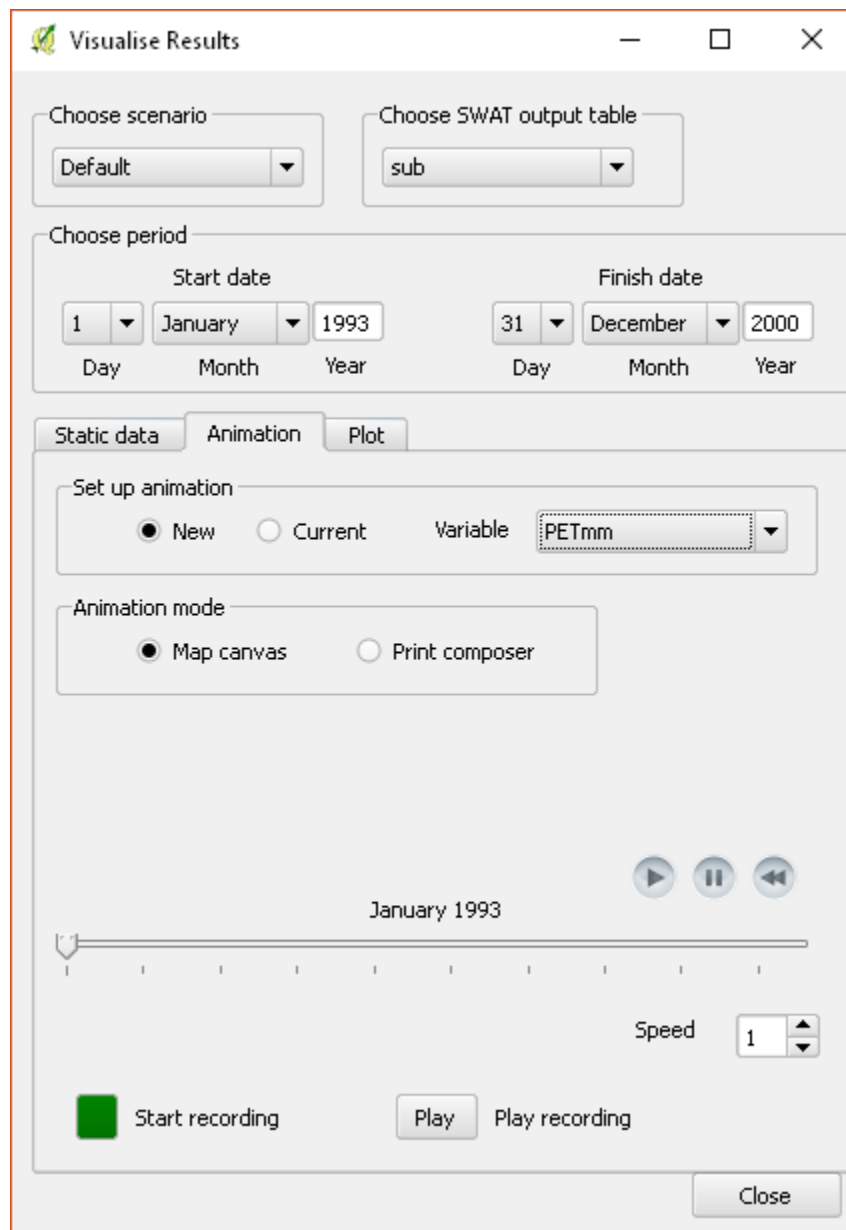 Visualise Results
Choose scenario Choose SWAT output table
Default sub
Choose period
Start date Finish date
1 January 1993 31 December 2000
Day Month Year Day Month Year
Static data Animation Plot
Set up animation
New Current Variable PETmm
Animation mode
Map canvas Print composer
January 1993
Speed 1
Start recording Play Play recording
Close